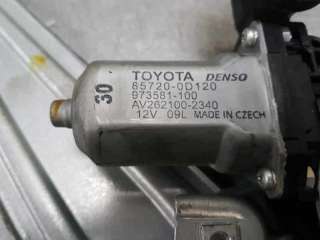 TOYOTA DENSO
85720-0D120
973581-100
AV262100-2340
12V 09L MADE IN CZECH
30